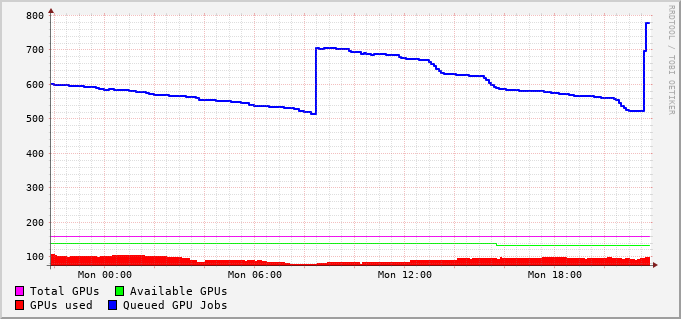 800
700
600
500
400
300
200
100
Mon 00:00 Mon 06:00 Mon 12:00 Mon 18:00
Total GPUs Available GPUs
GPUs used Queued GPU Jobs
RRDTOOL / TOBI OETIKER